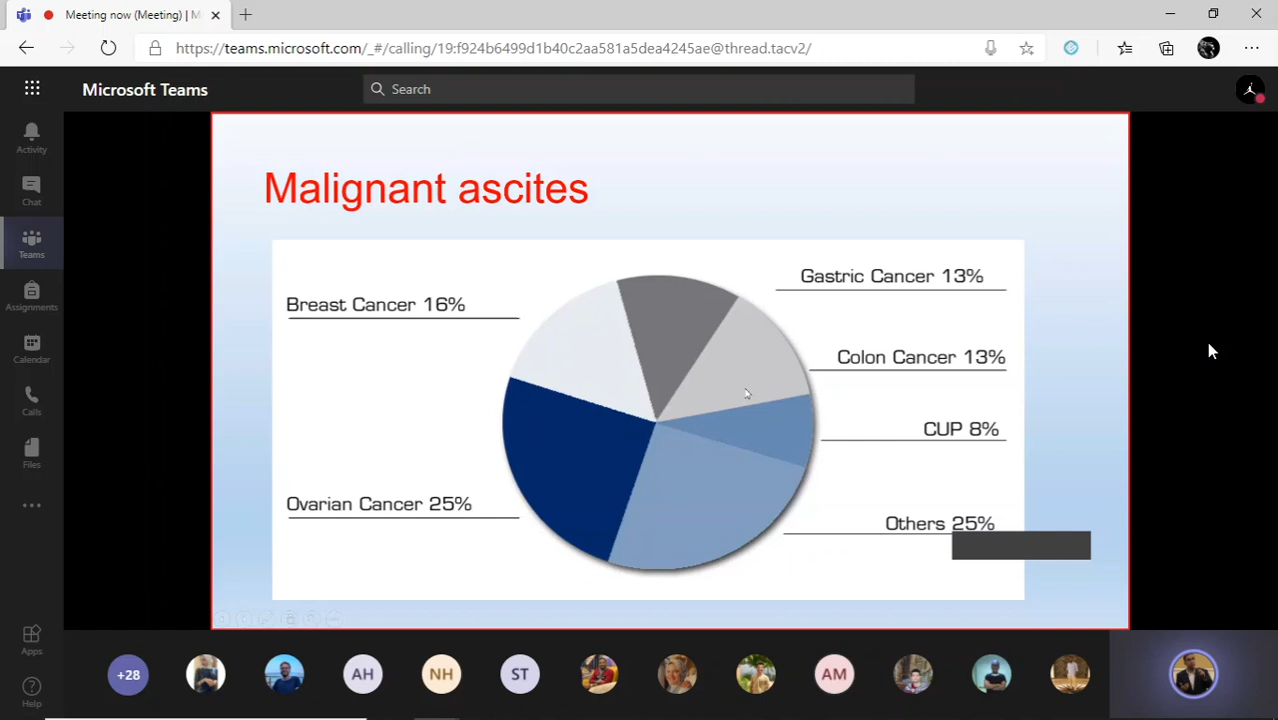 Meeting now (Meeting) | M
https://teams.microsoft.com/_#/calling/19:f924b6499d1b40c2aa581a5dea4245ae@thread.tacv2/
Microsoft Teams
Search
Activity
Chat
Teams
Assignments
Calendar
Calls
Files
Apps
Help
Malignant ascites
Gastric Cancer 13%
Breast Cancer 16%
Colon Cancer 13%
CUP 8%
Ovarian Cancer 25%
Others 25%
+28
AH
NH
ST
AM